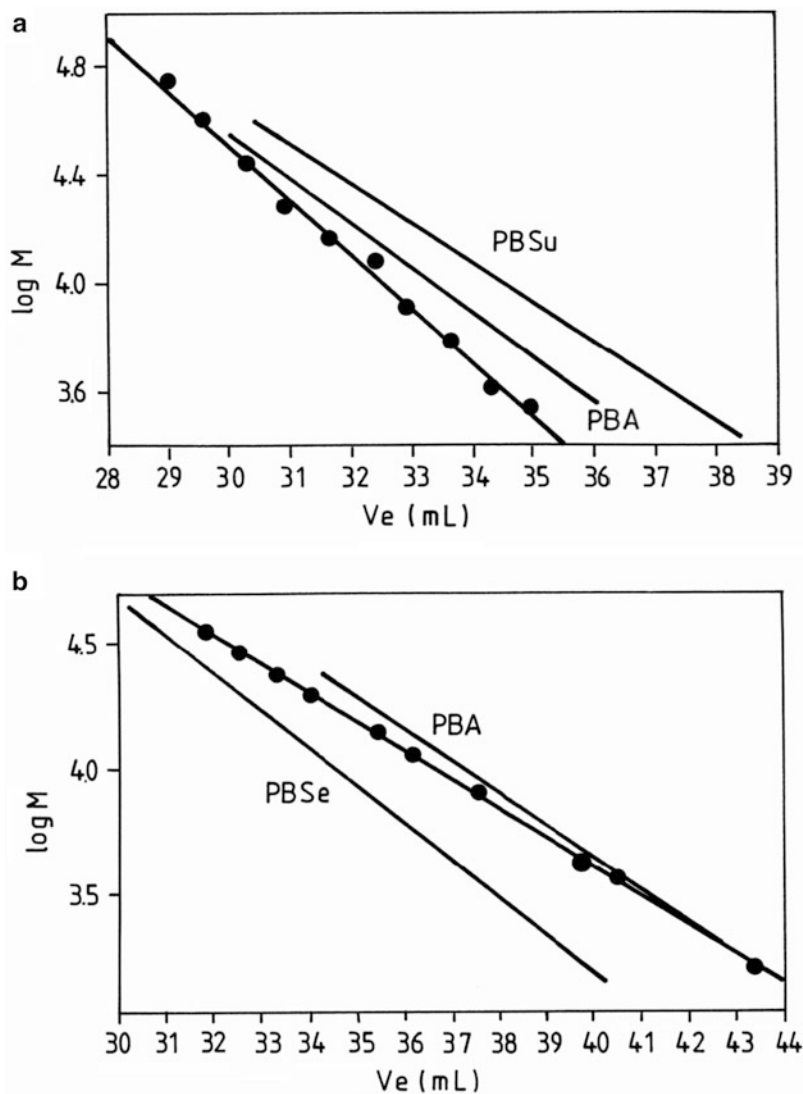 a
4.8
4.4
4.0
3.6
log M
PBSu
PBA
28 29 30 31 32 33 34 35 36 37 38 39
Ve (mL)
b
4.5
4.0
3.5
log M
PBA
PBSe
30 31 32 33 34 35 36 37 38 39 40 41 42 43 44
Ve (mL)